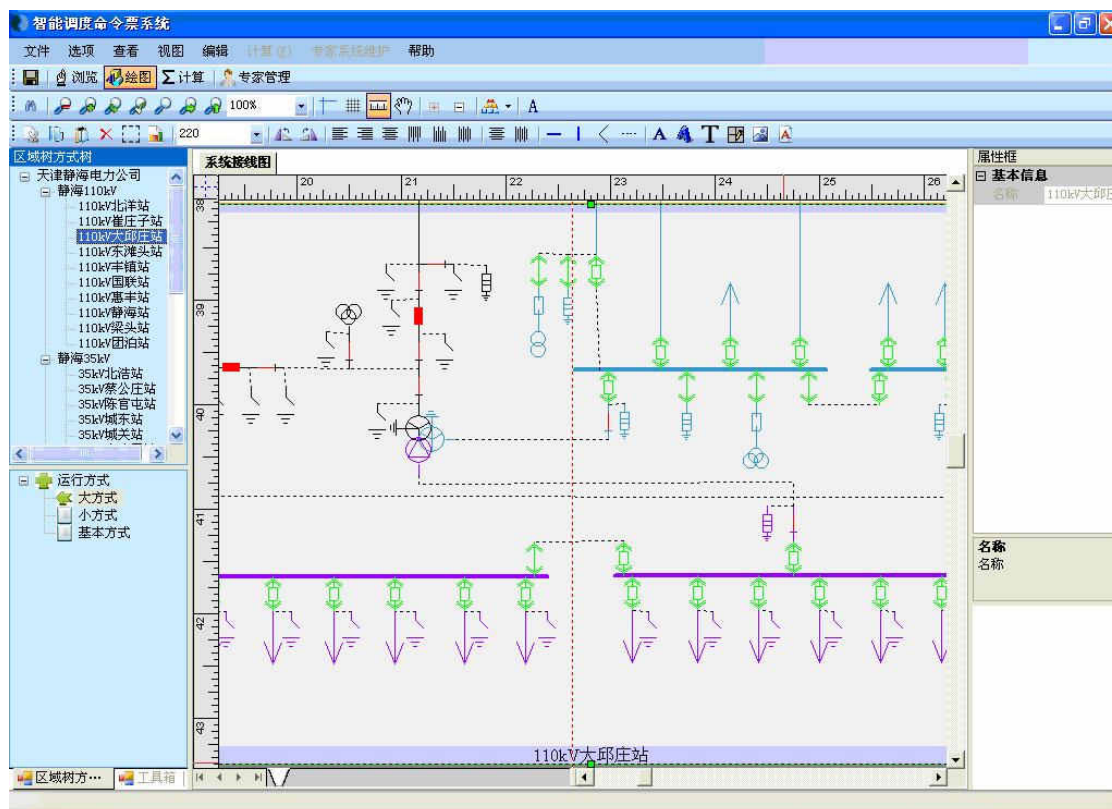 智能调度命令票系统
文件 选项 查看 视图 编辑 计算(E) 专家系统维护 帮助
浏览 绘图 Σ计算 专家管理
100% A
220 A T A
区域树方式树
天津静海电力公司
静海110kV
110kV北洋站
110kV崔庄子站
110kV大邱庄站
110kV东滩头站
110kV丰镇站
110kV国联站
110kV惠丰站
110kV静海站
110kV梁头站
110kV团泊站
静海35kV
35kV北浩站
35kV蔡公庄站
35kV陈官屯站
35kV城东站
35kV城关站
运行方式
大方式
小方式
基本方式
区域树方… 工具箱
系统接线图
20 21 22 23 24 25 26
38
39
40
41
42
43
110kV大邱庄站
属性框
基本信息
名称 110kV大邱庄
名称
名称